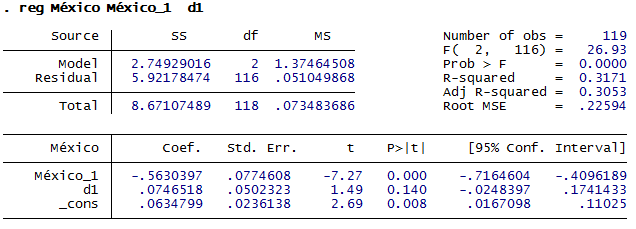 . reg México México_1 d1
Source | SS df MS Number of obs = 119
F( 2, 116) = 26.93
Model | 2.74929016 2 1.37464508 Prob > F = 0.0000
Residual | 5.92178474 116 .051049868 R-squared = 0.3171
Adj R-squared = 0.3053
Total | 8.67107489 118 .073483686 Root MSE = .22594
México | Coef. Std. Err. t P>|t| [95% Conf. Interval]
México_1 | -.5630397 .0774608 -7.27 0.000 -.7164604 -.4096189
d1 | .0746518 .0502323 1.49 0.140 -.0248397 .1741433
_cons | .0634799 .0236138 2.69 0.008 .0167098 .11025